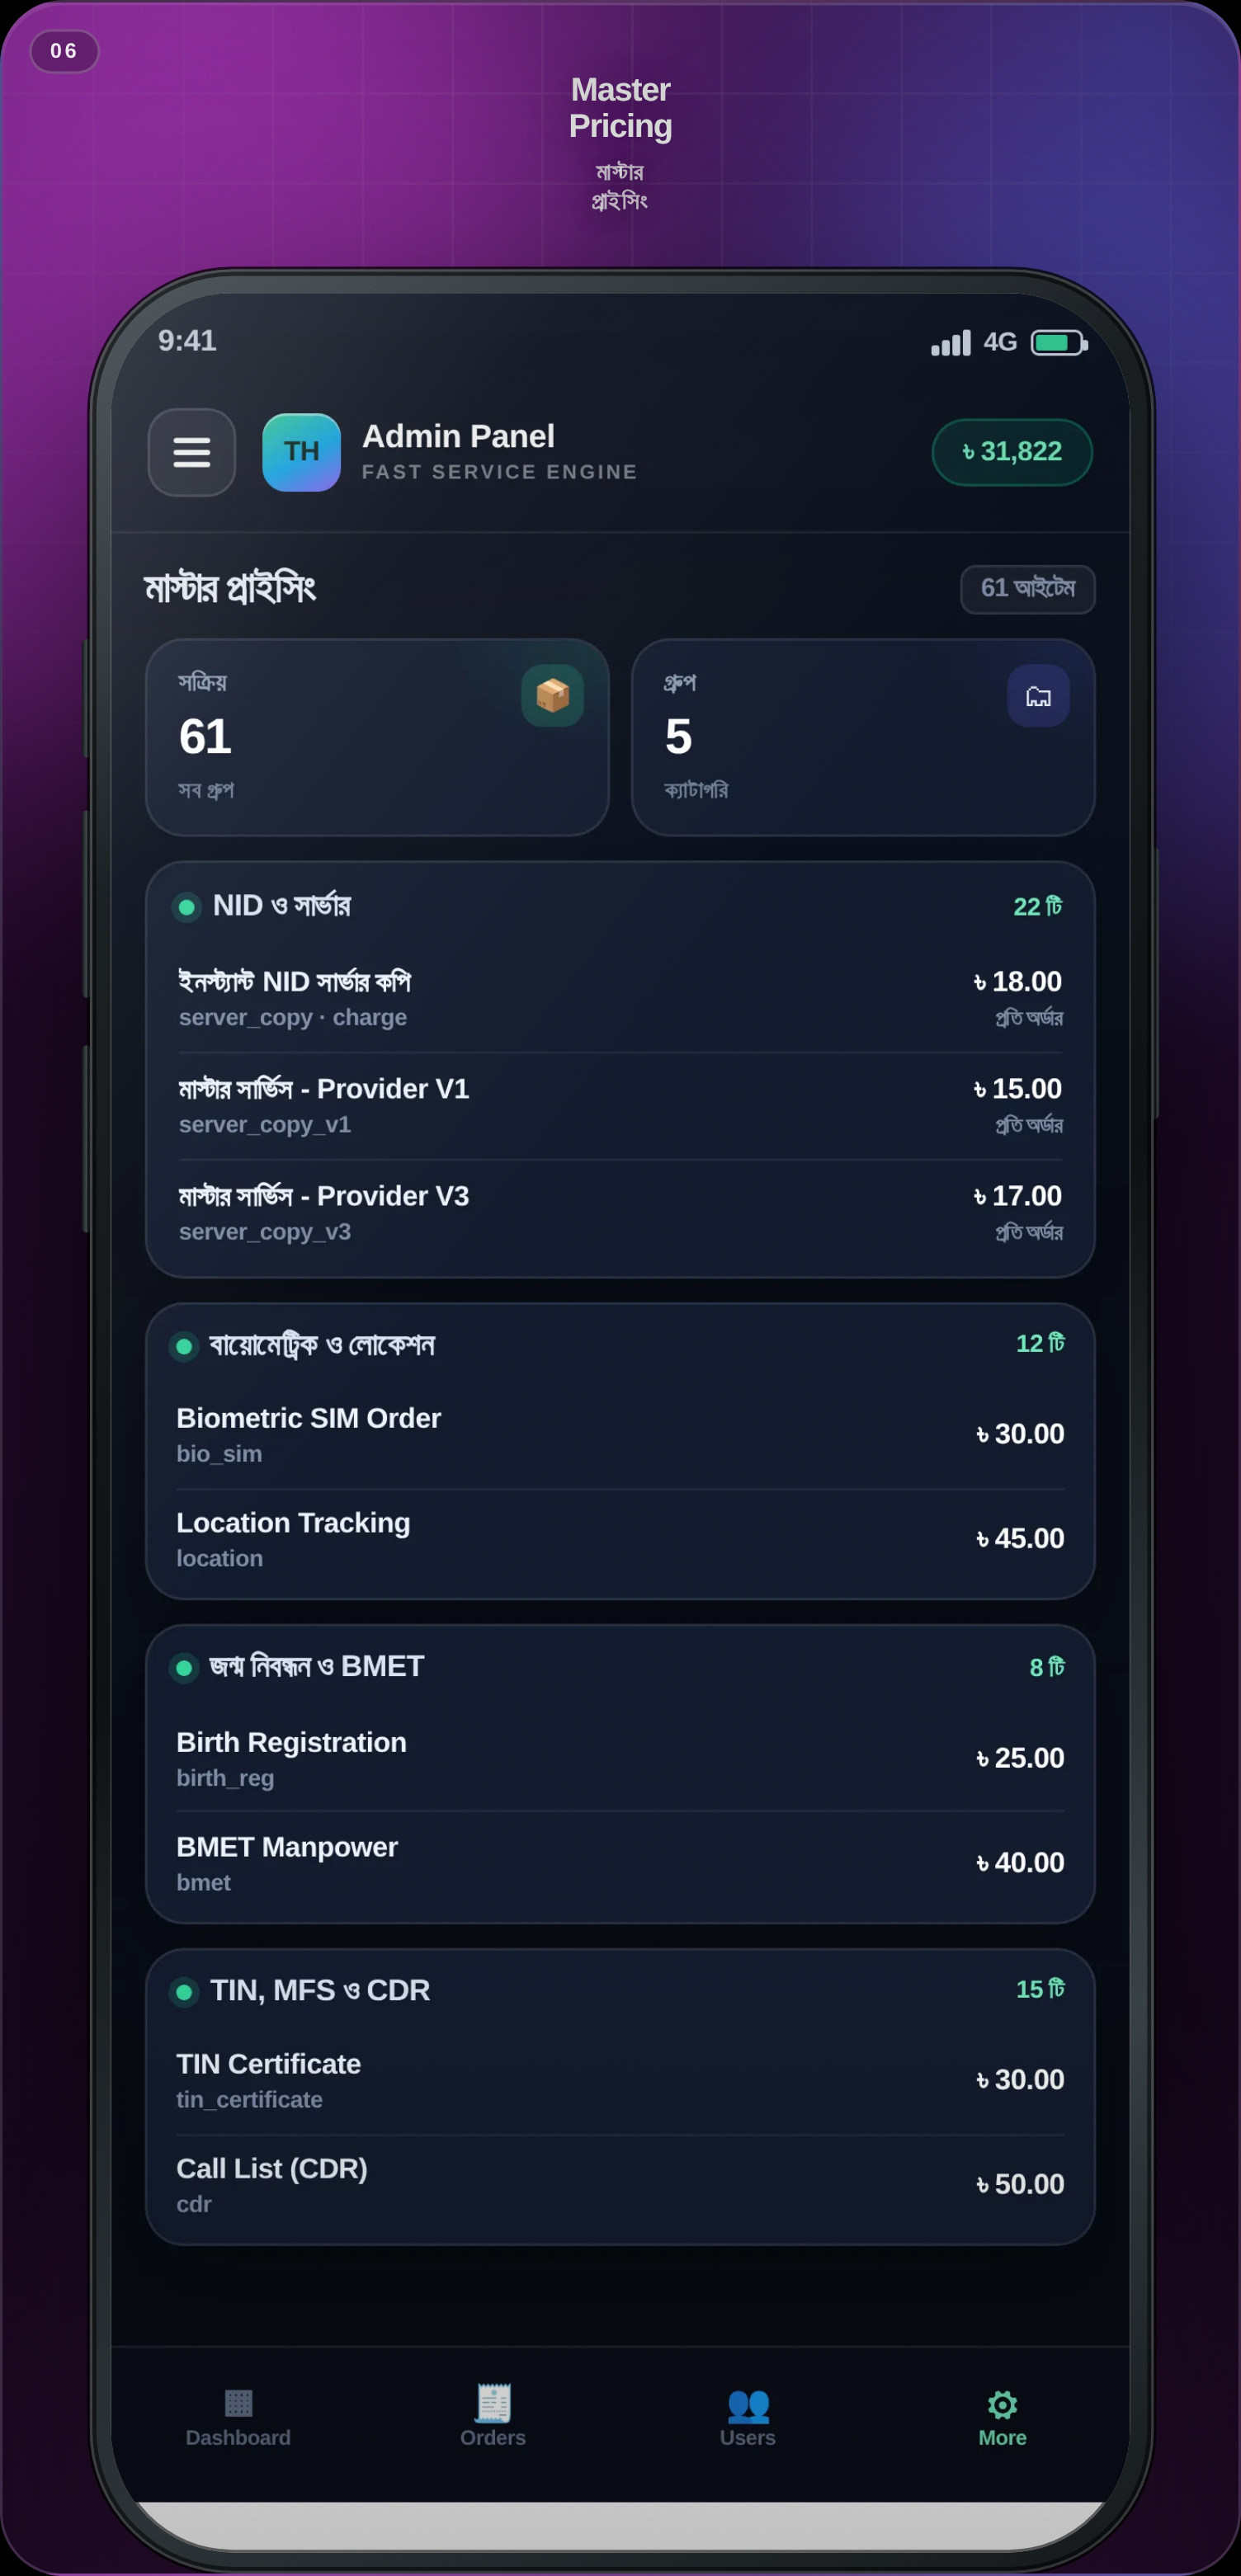 06
Master
Pricing
মাস্টার
প্রাইসিং
9:41
4G
TH
Admin Panel
FAST SERVICE ENGINE
৳ 31,822
মাস্টার প্রাইসিং
61 আইটেম
সক্রিয়
61
সব গ্রুপ
গ্রুপ
5
ক্যাটাগরি
NID ও সার্ভার
22 টি
ইনস্ট্যান্ট NID সার্ভার কপি
৳ 18.00
server_copy · charge
প্রতি অর্ডার
মাস্টার সার্ভিস - Provider V1
৳ 15.00
server_copy_v1
প্রতি অর্ডার
মাস্টার সার্ভিস - Provider V3
৳ 17.00
server_copy_v3
প্রতি অর্ডার
বায়োমেট্রিক ও লোকেশন
12 টি
Biometric SIM Order
bio_sim
৳ 30.00
Location Tracking
location
৳ 45.00
জন্ম নিবন্ধন ও BMET
8 টি
Birth Registration
birth_reg
৳ 25.00
BMET Manpower
bmet
৳ 40.00
TIN, MFS ও CDR
15 টি
TIN Certificate
tin_certificate
৳ 30.00
Call List (CDR)
cdr
৳ 50.00
Dashboard
Orders
Users
More